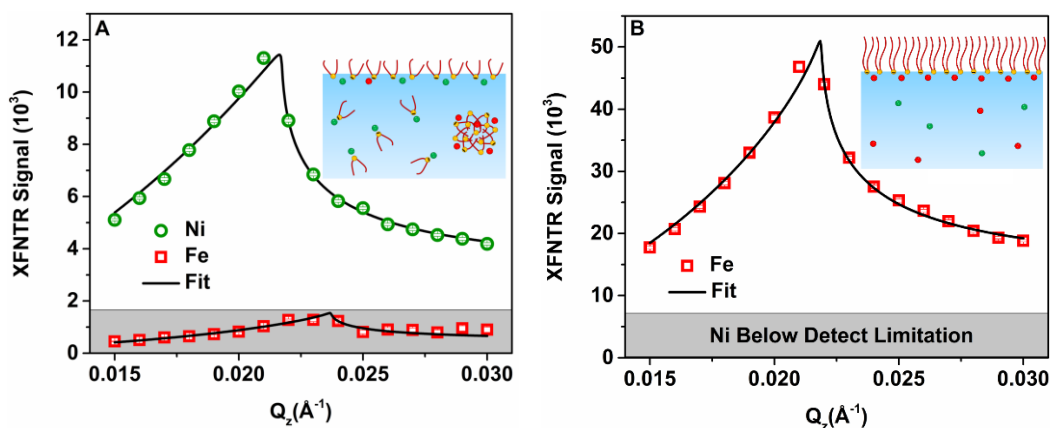 A
XFNTR Signal (10³)
12
10
8
6
4
2
0
Ni
Fe
Fit
0.015
0.020
0.025
0.030
Q_z(Å⁻¹)
B
XFNTR Signal (10³)
50
40
30
20
10
0
Fe
Fit
Ni Below Detect Limitation
0.015
0.020
0.025
0.030
Q_z(Å⁻¹)